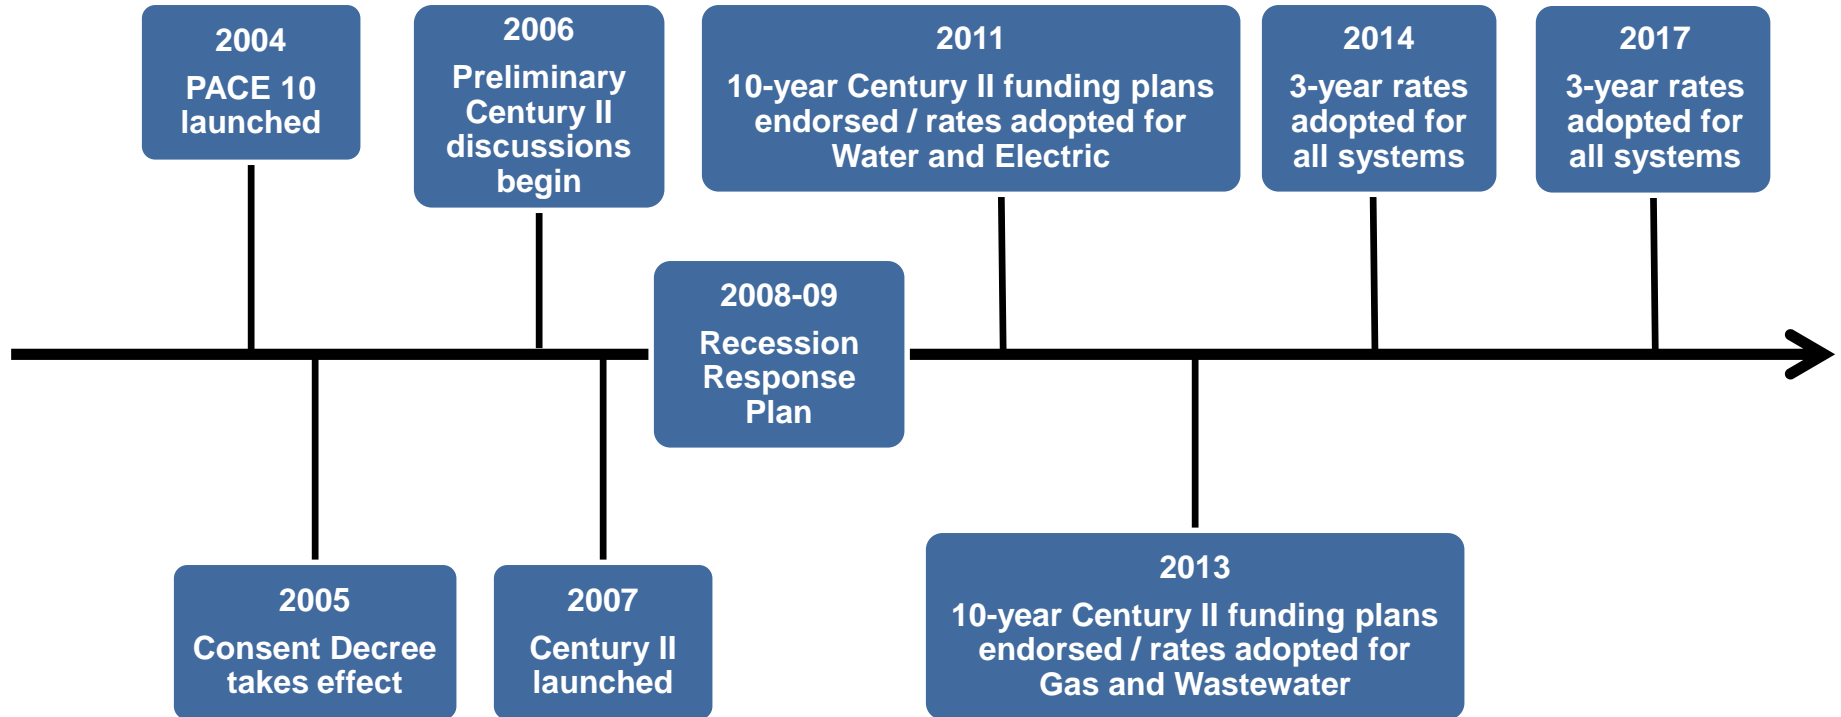 2004
PACE 10
launched
2006
Preliminary
Century II
discussions
begin
2011
10-year Century II funding plans
endorsed / rates adopted for
Water and Electric
2014
3-year rates
adopted for
all systems
2017
3-year rates
adopted for
all systems
2008-09
Recession
Response
Plan
2005
Consent Decree
takes effect
2007
Century II
launched
2013
10-year Century II funding plans
endorsed / rates adopted for
Gas and Wastewater